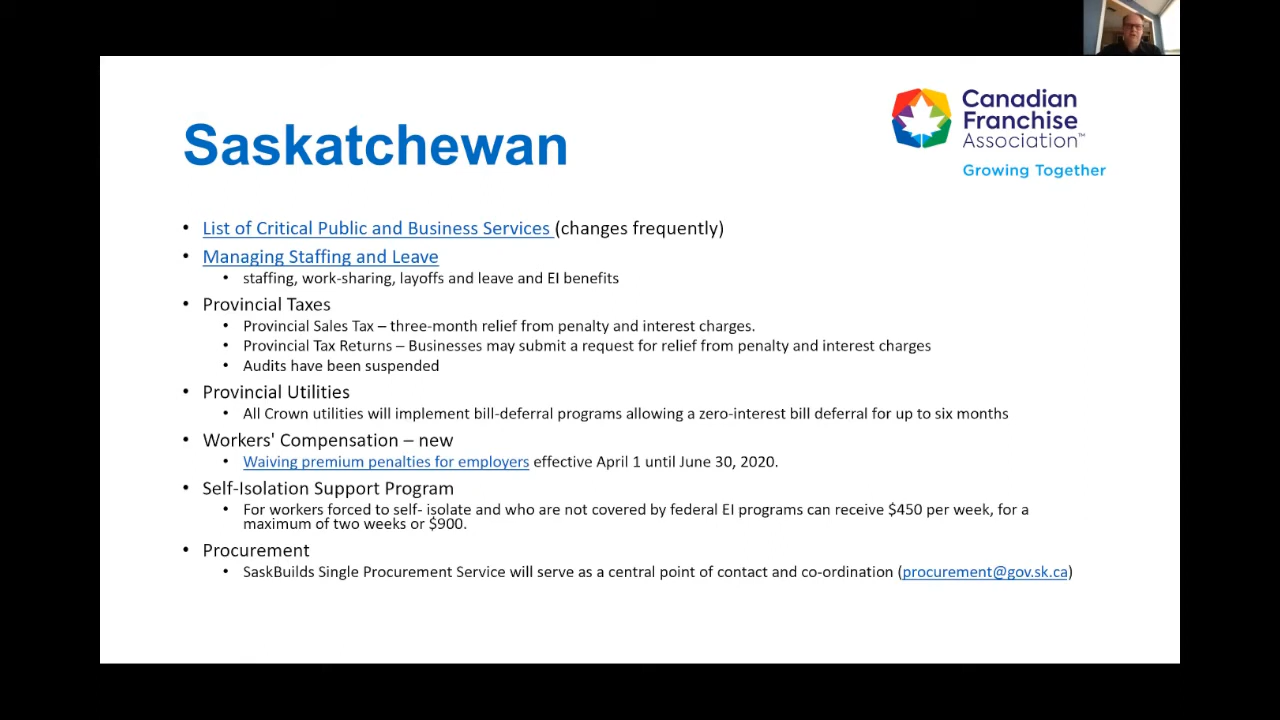 Canadian
Franchise
Association™
Growing Together
Saskatchewan
• List of Critical Public and Business Services (changes frequently)
• Managing Staffing and Leave
• staffing, work-sharing, layoffs and leave and EI benefits
• Provincial Taxes
• Provincial Sales Tax – three-month relief from penalty and interest charges.
• Provincial Tax Returns – Businesses may submit a request for relief from penalty and interest charges
• Audits have been suspended
• Provincial Utilities
• All Crown utilities will implement bill-deferral programs allowing a zero-interest bill deferral for up to six months
• Workers' Compensation – new
• Waiving premium penalties for employers effective April 1 until June 30, 2020.
• Self-Isolation Support Program
• For workers forced to self- isolate and who are not covered by federal EI programs can receive $450 per week, for a
maximum of two weeks or $900.
• Procurement
• SaskBuilds Single Procurement Service will serve as a central point of contact and co-ordination (procurement@gov.sk.ca)